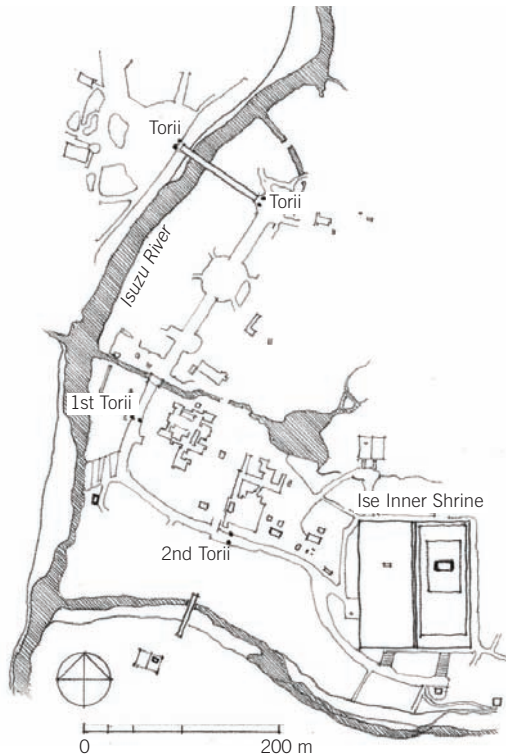 Torii
Torii
Isuzu River
1st Torii
Ise Inner Shrine
2nd Torii
0
200 m